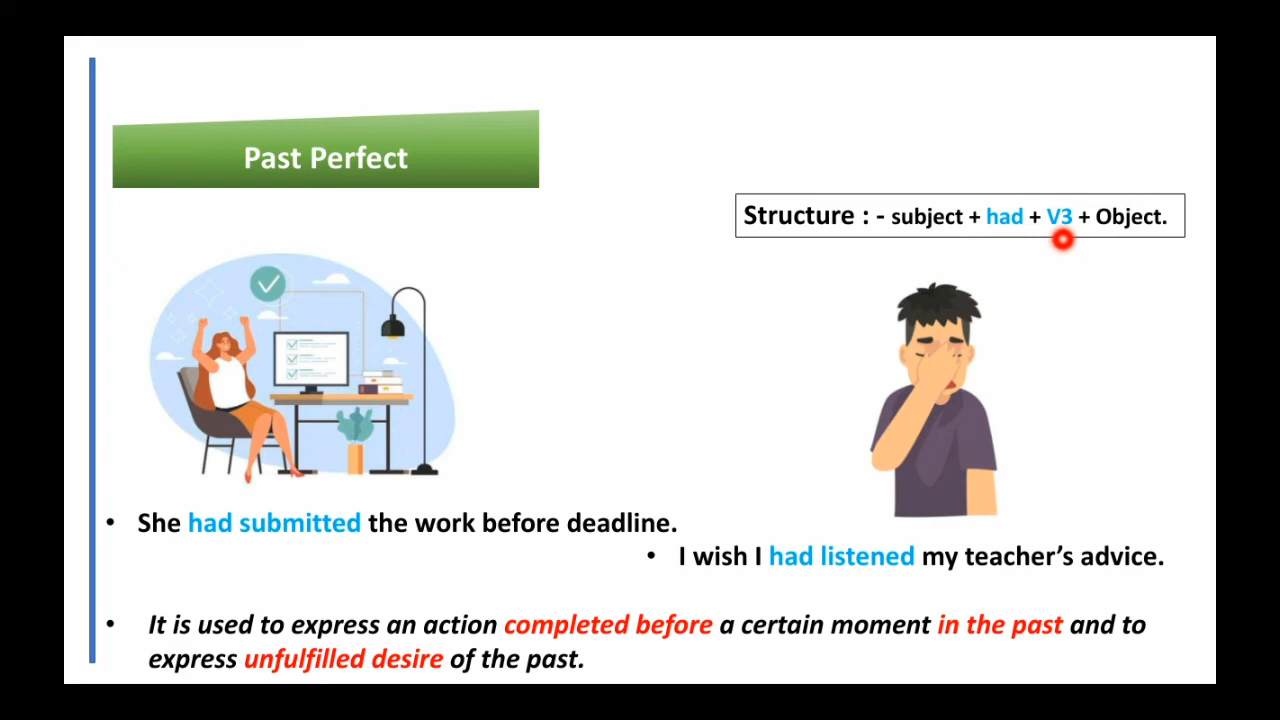 Past Perfect
Structure : - subject + had + V3 + Object.
• She had submitted the work before deadline.
• I wish I had listened my teacher’s advice.
• It is used to express an action completed before a certain moment in the past and to
express unfulfilled desire of the past.